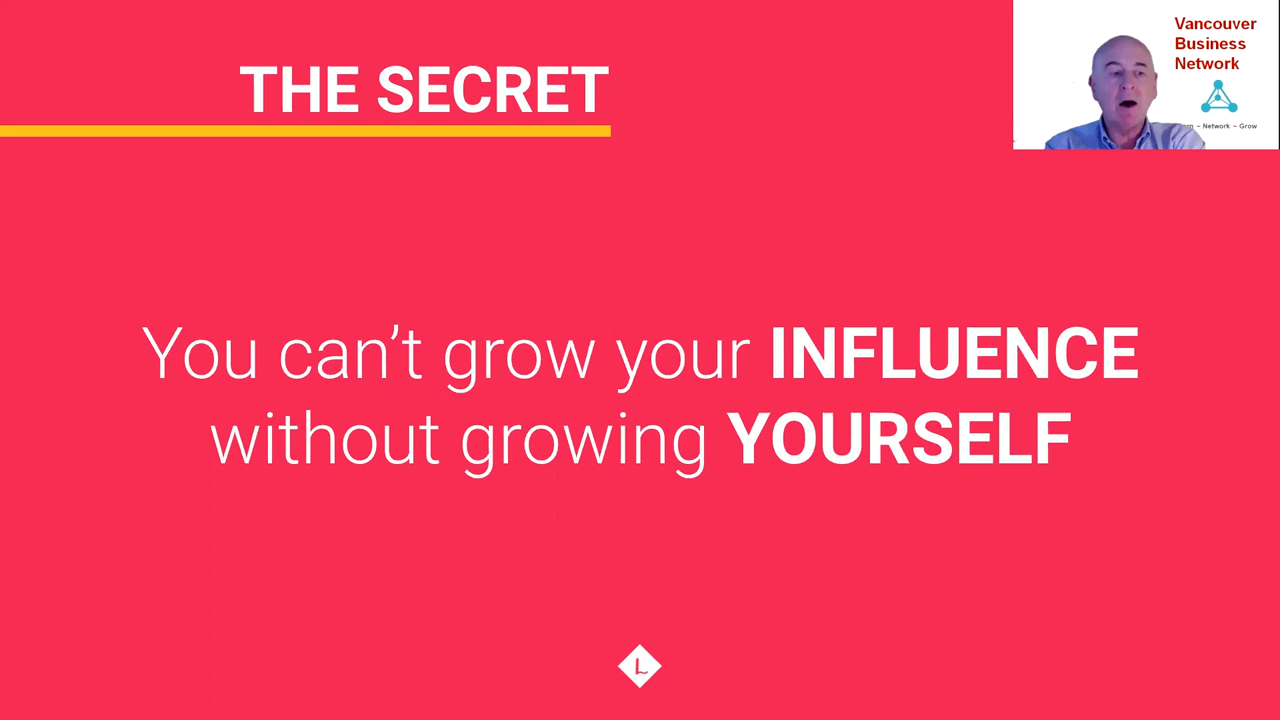 THE SECRET
Vancouver
Business
Network
~ Network ~ Grow
You can't grow your INFLUENCE
without growing YOURSELF
L